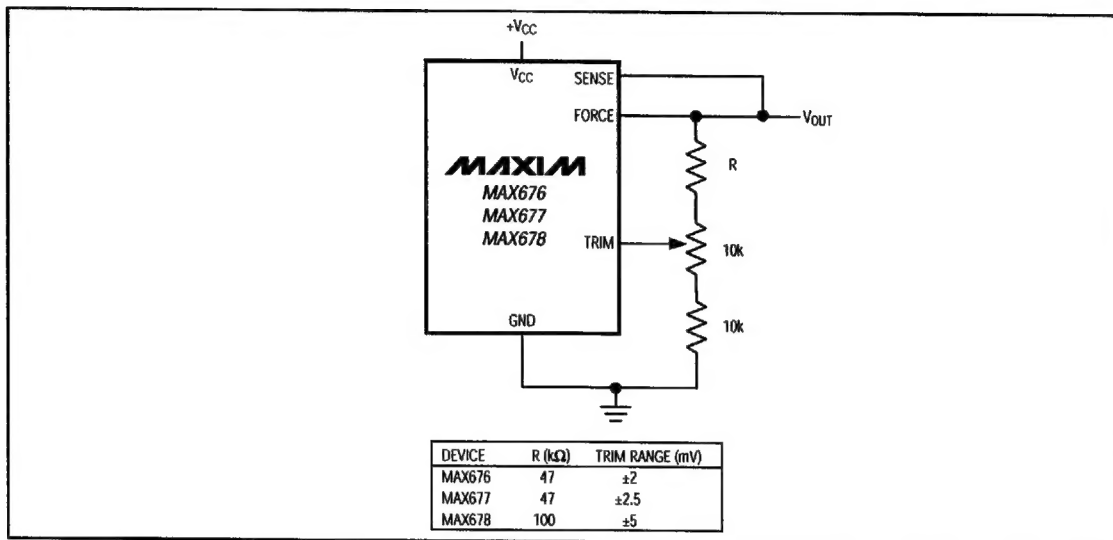 +VCC
VCC
SENSE
FORCE
VOUT
R
MAXIM
MAX676
MAX677
MAX678
TRIM
10k
10k
GND
DEVICE R (kΩ) TRIM RANGE (mV)
MAX676 47 ±2
MAX677 47 ±2.5
MAX678 100 ±5